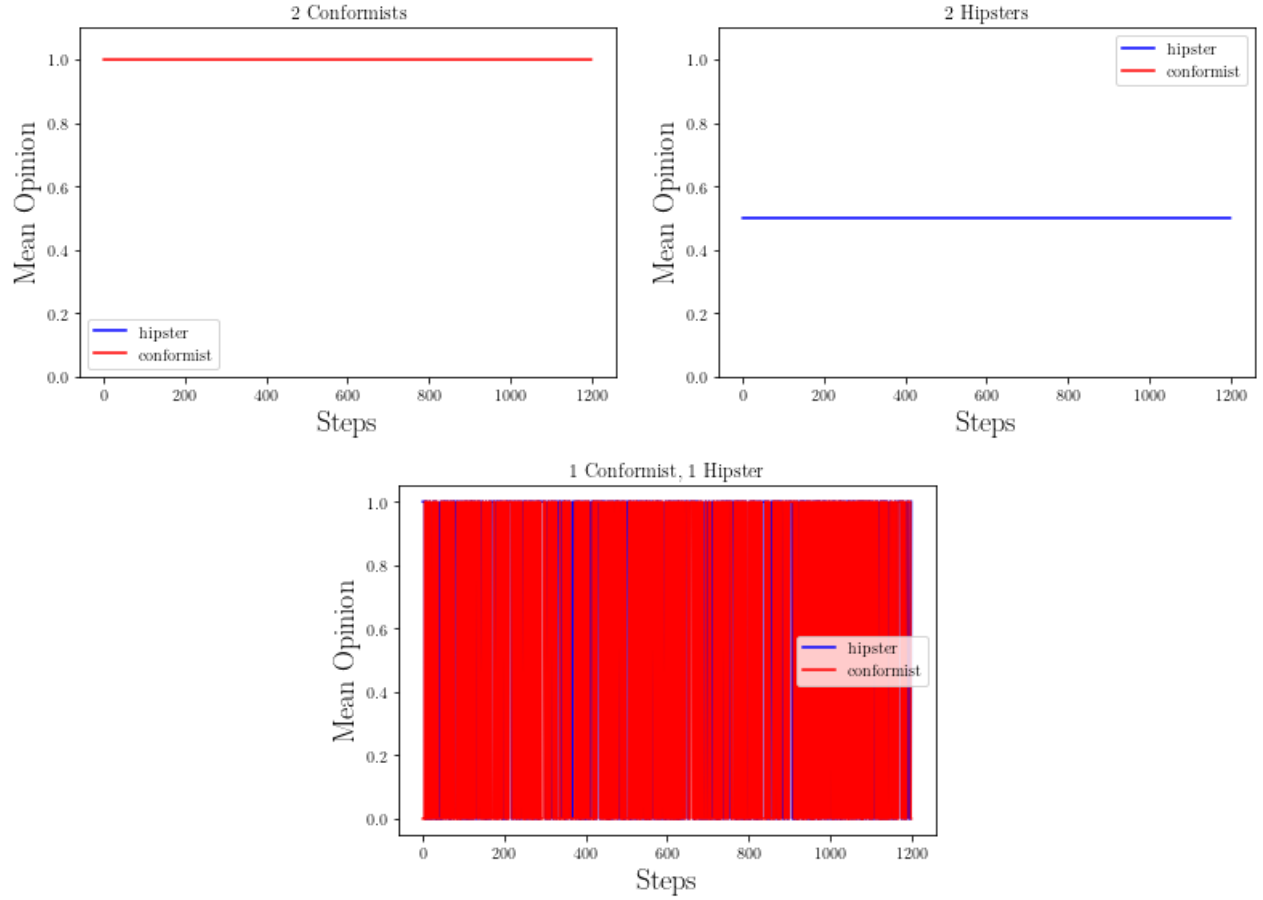 2 Conformists
Mean Opinion
1.0
0.8
0.6
0.4
0.2
0.0
hipster
conformist
0 200 400 600 800 1000 1200
Steps
2 Hipsters
Mean Opinion
1.0
0.8
0.6
0.4
0.2
0.0
hipster
conformist
0 200 400 600 800 1000 1200
Steps
1 Conformist, 1 Hipster
Mean Opinion
1.0
0.8
0.6
0.4
0.2
0.0
hipster
conformist
0 200 400 600 800 1000 1200
Steps